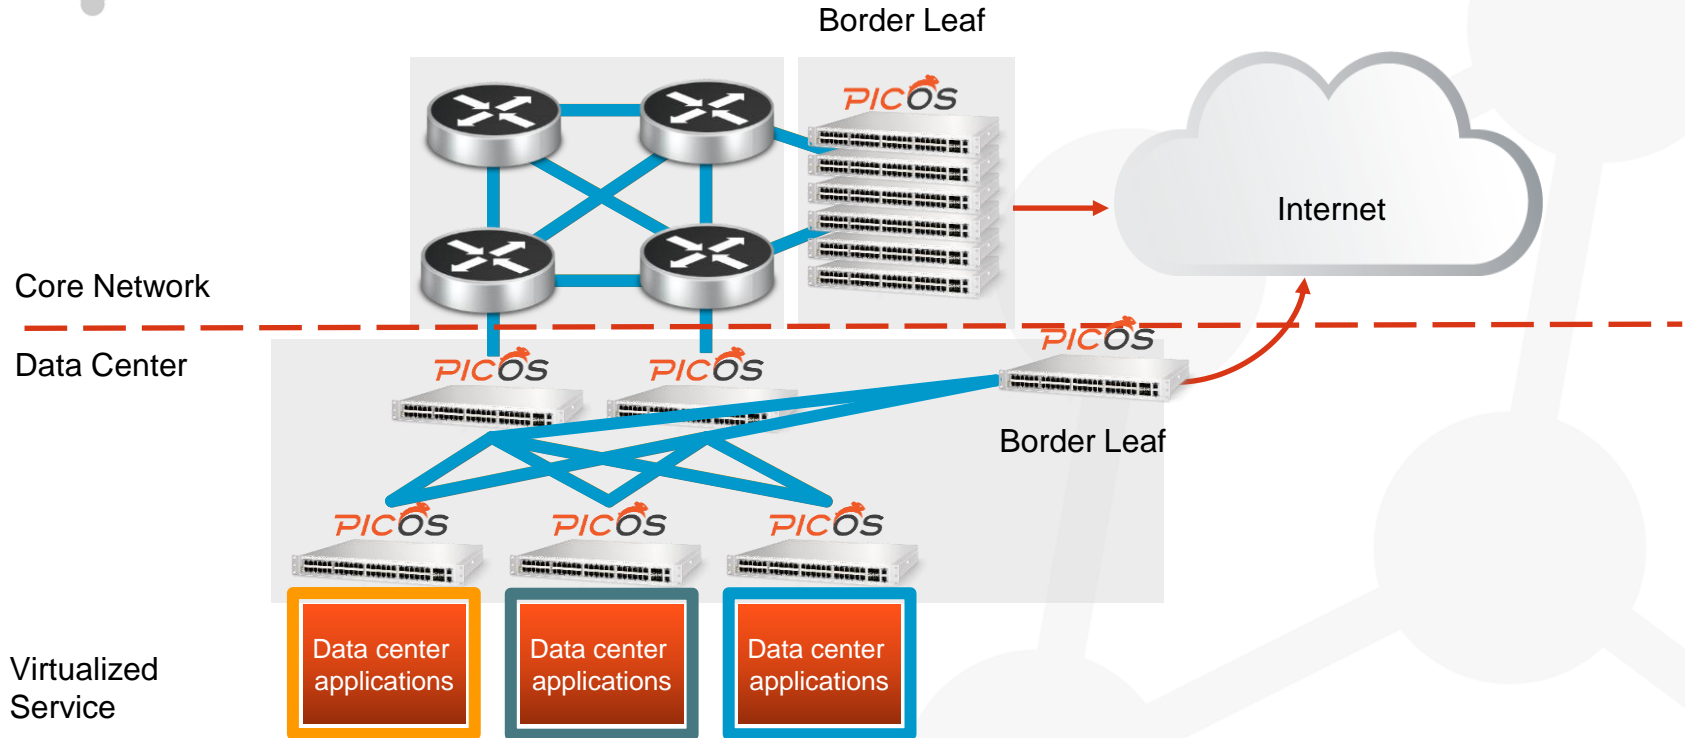 Border Leaf
PICOS
Internet
Core Network
Data Center
PICOS
PICOS
PICOS
Border Leaf
PICOS
PICOS
PICOS
Data center
applications
Data center
applications
Data center
applications
Virtualized
Service